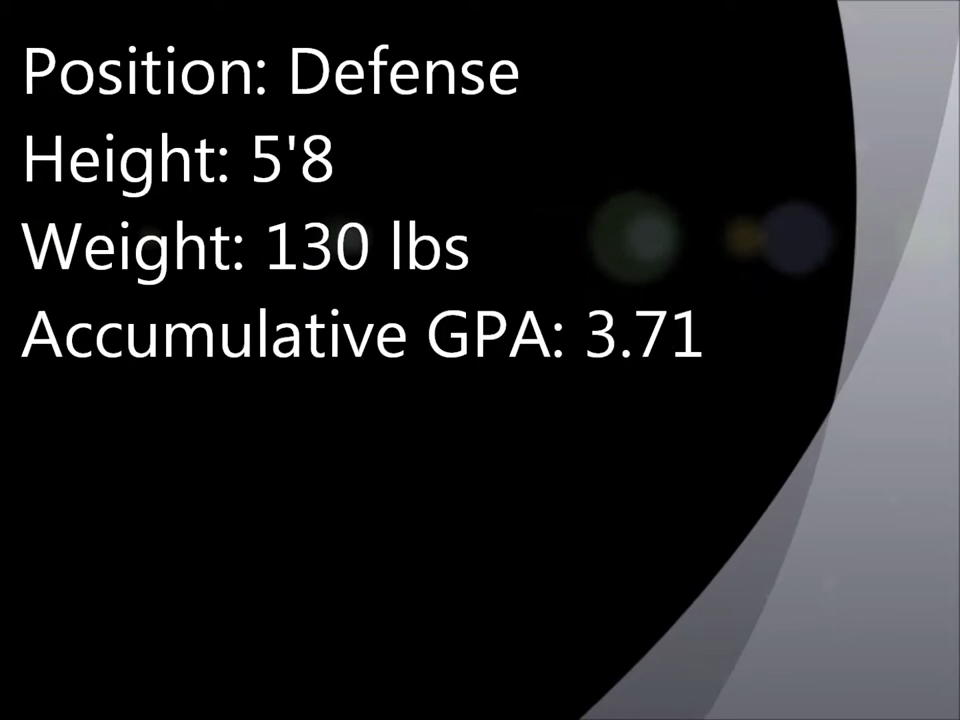 Position: Defense
Height: 5'8
Weight: 130 lbs
Accumulative GPA: 3.71